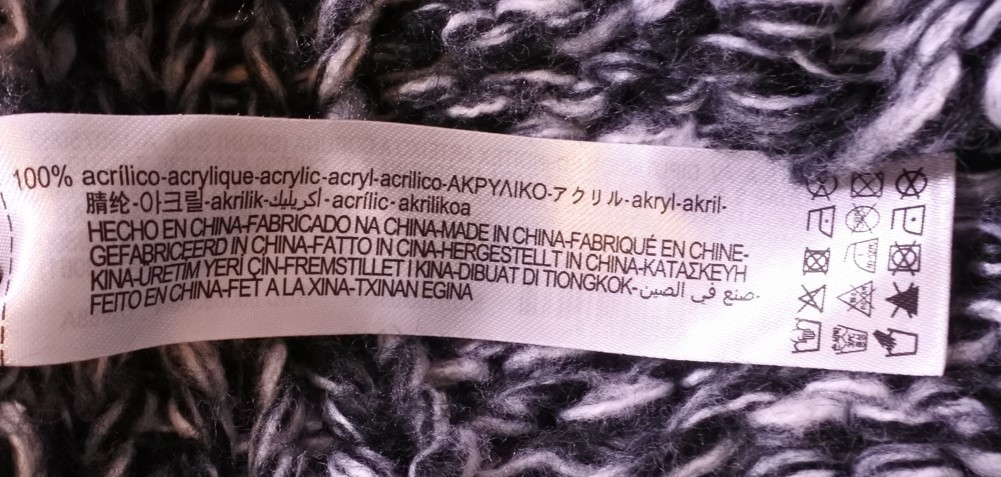 100% acrílico-acrylique-acrylic-acryl-acrilico-ΑΚΡΥΛΙΚΟ-アクリル-akryl-akril-
腈纶-아크릴-akrilik-أكريليك-acrílic-akrilikoa
HECHO EN CHINA-FABRICADO NA CHINA-MADE IN CHINA-FABRIQUÉ EN CHINE-
GEFABRICEERD IN CHINA-FATTO IN CINA-HERGESTELLT IN CHINA-ΚΑΤΑΣΚΕΥΗ
ΚΙΝΑ-ÜRETİM YERİ ÇİN-FREMSTILLET I KINA-DIBUAT DI TIONGKOK-صنع في الصين-
FEITO EN CHINA-FET A LA XINA-TXINAN EGINA